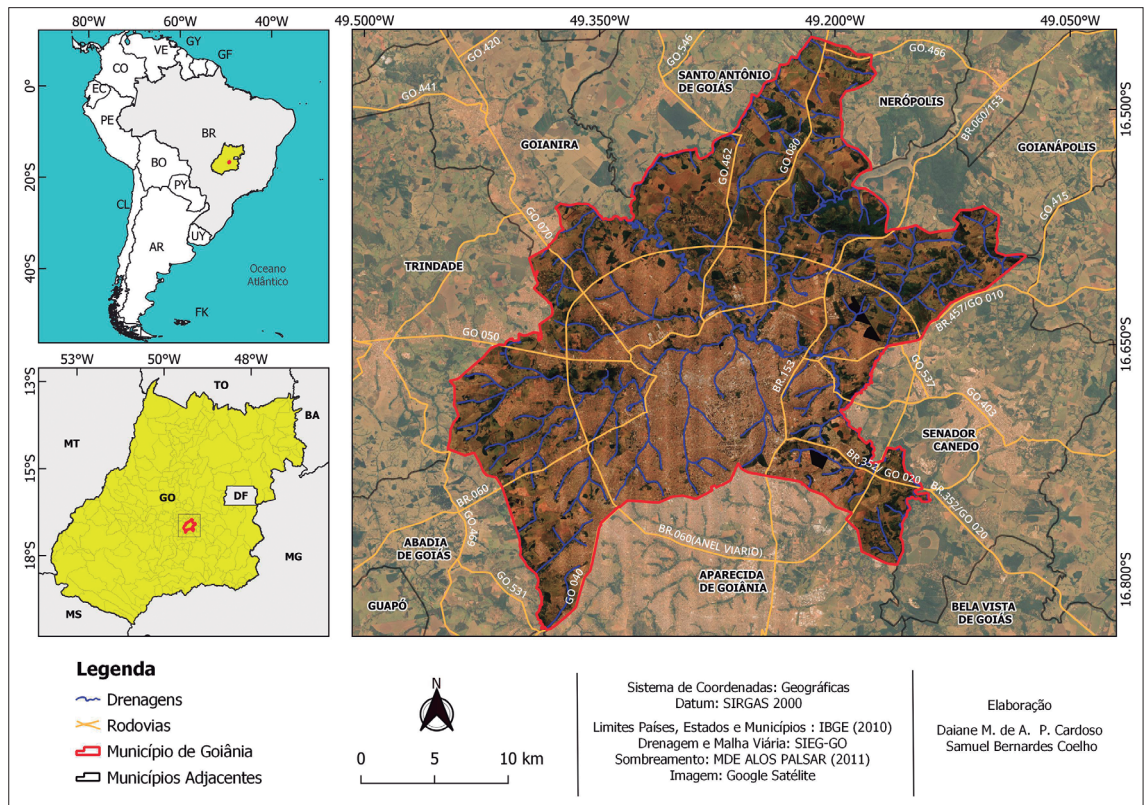 80°W 60°W 40°W
0°
20°S
40°S
VE
GY
GF
CO
EC
PE
BR
BO
PY
CL
AR
UY
FK
Oceano
Atlântico
53°W 50°W 48°W
13°S
15°S
18°S
TO
BA
MT
GO
DF
MG
MS
49.500°W 49.350°W 49.200°W 49.050°W
16.500°S
16.650°S
16.800°S
GO.420
GO.546
GO.466
SANTO ANTÔNIO
DE GOIÁS
NERÓPOLIS
GO.441
BR.060/153
GOIANIRA
GOIANÁPOLIS
GO.462
GO.080
GO.415
GO 070
TRINDADE
BR.457/GO 010
GO 050
BR.153
GO.537
GO.403
SENADOR
CANEDO
BR.352/ GO 020
BR.352/GO 020
BR.060
GO.469
BR.060(ANEL VIARIO)
ABADIA
DE GOIÁS
GO.531
GO 040
APARECIDA
DE GOIÂNIA
GUAPÓ
BELA VISTA
DE GOIÁS
Legenda
Drenagens
Rodovias
Município de Goiânia
Municípios Adjacentes
N
0 5 10 km
Sistema de Coordenadas: Geográficas
Datum: SIRGAS 2000
Limites Países, Estados e Municípios : IBGE (2010)
Drenagem e Malha Viária: SIEG-GO
Sombreamento: MDE ALOS PALSAR (2011)
Imagem: Google Satélite
Elaboração
Daiane M. de A. P. Cardoso
Samuel Bernardes Coelho